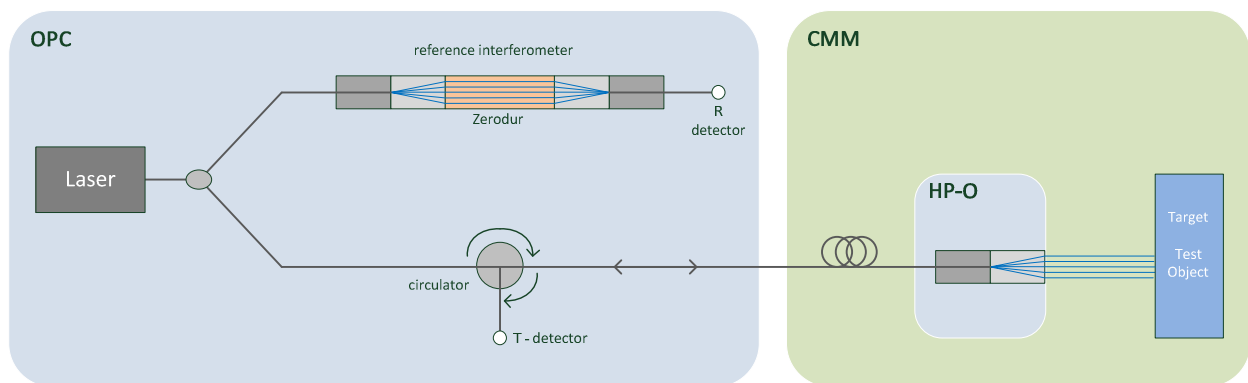 OPC
CMM
reference interferometer
Zerodur
R
detector
Laser
HP-O
Target
Test
Object
circulator
T - detector